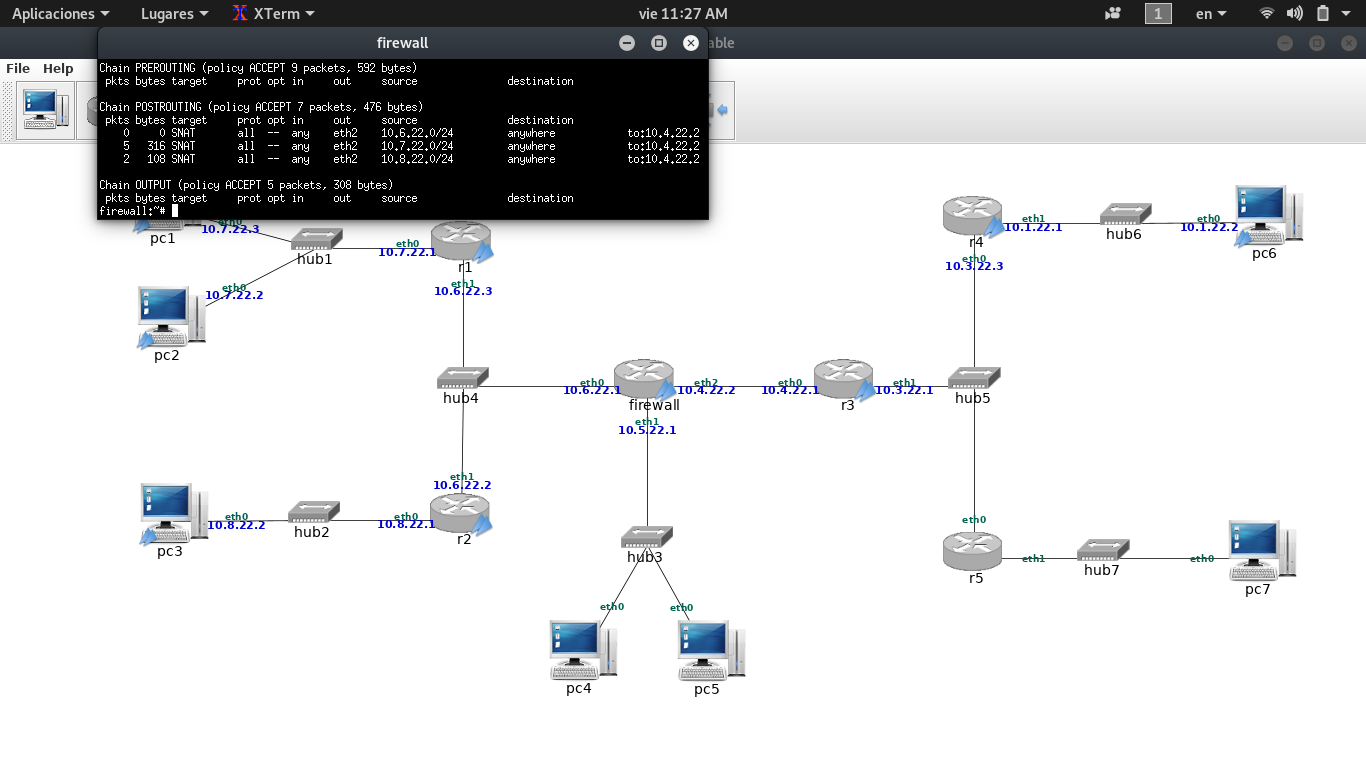 Aplicaciones Lugares XTerm vie 11:27 AM 1 en
firewall
able
File Help
Chain PREROUTING (policy ACCEPT 9 packets, 592 bytes)
pkts bytes target prot opt in out source destination
Chain POSTROUTING (policy ACCEPT 7 packets, 476 bytes)
pkts bytes target prot opt in out source destination
0 0 SNAT all -- any eth2 10.6.22.0/24 anywhere to:10.4.22.2
5 316 SNAT all -- any eth2 10.7.22.0/24 anywhere to:10.4.22.2
2 108 SNAT all -- any eth2 10.8.22.0/24 anywhere to:10.4.22.2
Chain OUTPUT (policy ACCEPT 5 packets, 308 bytes)
pkts bytes target prot opt in out source destination
firewall:~#
eth0
10.7.22.3
pc1
hub1
eth0
10.7.22.1
r1
eth1
10.6.22.3
eth0
10.7.22.2
pc2
r4
eth1
10.1.22.1
hub6
eth0
10.1.22.2
pc6
eth0
10.3.22.3
hub4
eth0
10.6.22.1
firewall
eth2
10.4.22.2
eth0
10.4.22.1
r3
eth1
10.3.22.1
hub5
eth1
10.5.22.1
eth1
10.6.22.2
pc3
eth0
10.8.22.2
hub2
eth0
10.8.22.1
r2
hub3
eth0
r5
eth1
hub7
eth0
pc7
eth0
eth0
pc4
pc5